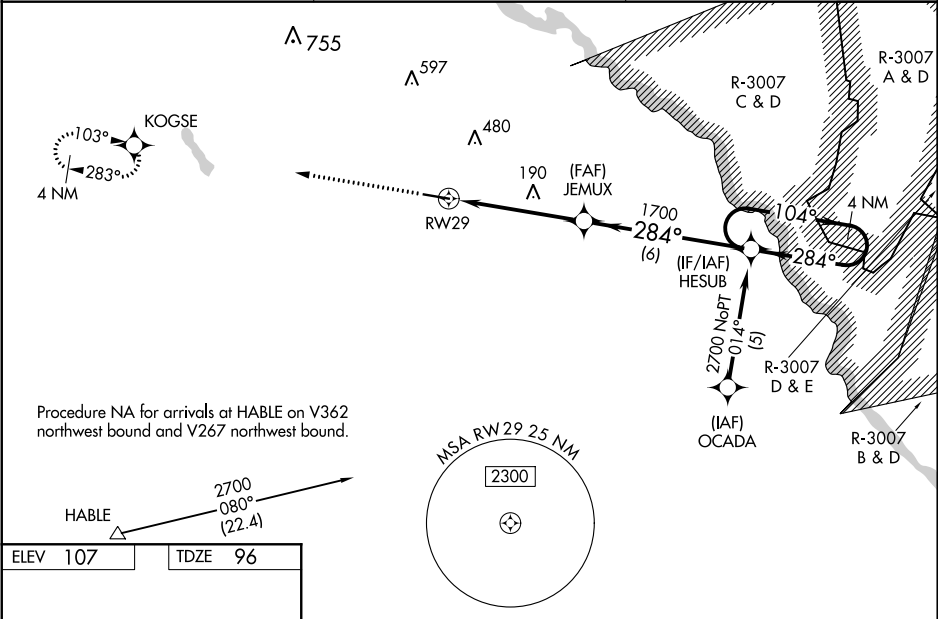 755
597
R-3007
C & D
R-3007
A & D
KOGSE
103°
283°
4 NM
480
190
(FAF)
JEMUX
RW29
1700
284°
(6)
104°
4 NM
284°
(IF/IAF)
HESUB
2700 NoPT
014°
(5)
R-3007
D & E
(IAF)
OCADA
R-3007
B & D
Procedure NA for arrivals at HABLE on V362
northwest bound and V267 northwest bound.
MSA RW29 25 NM
2300
HABLE
2700
080°
(22.4)
ELEV 107
TDZE 96